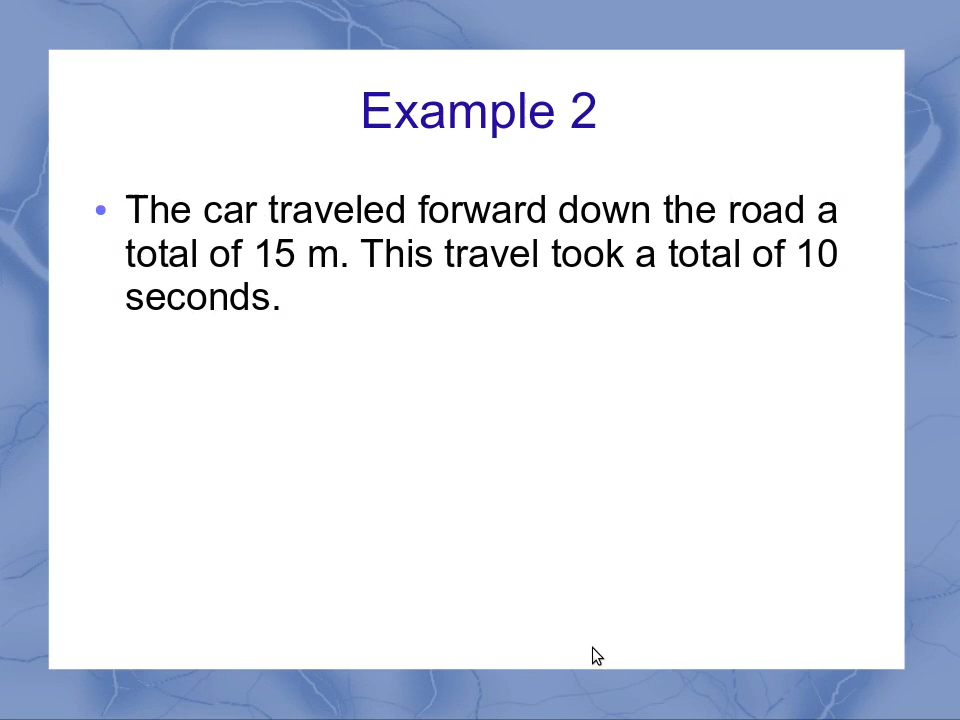 Example 2
• The car traveled forward down the road a
total of 15 m. This travel took a total of 10
seconds.